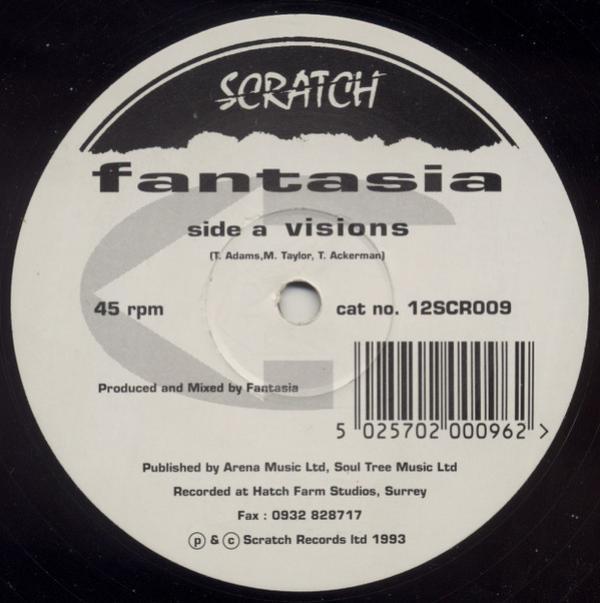 SCRATCH
fantasia
side a visions
(T. Adams,M. Taylor, T. Ackerman)
45 rpm
cat no. 12SCR009
Produced and Mixed by Fantasia
5 025702 000962 >
Published by Arena Music Ltd, Soul Tree Music Ltd
Recorded at Hatch Farm Studios, Surrey
Fax : 0932 828717
ⓟ & ⓒ Scratch Records ltd 1993